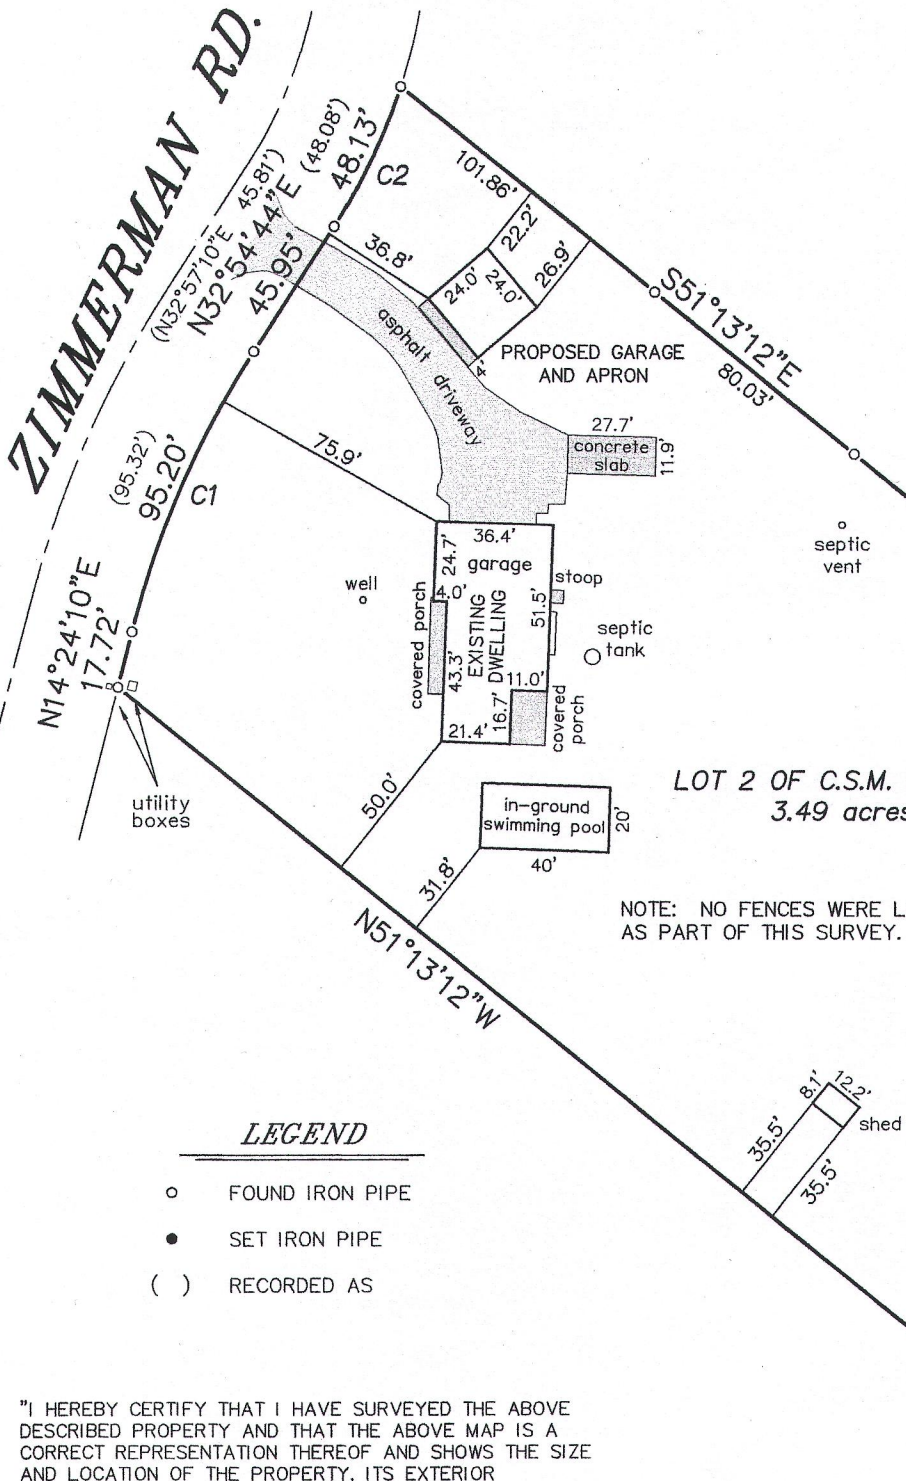 ZIMMERMAN RD.
(48.08')
48.13'
C2
(N32°57'10"E 45.81')
N32°54'44"E
45.95'
101.86'
36.8'
22.2'
24.0'
24.0'
26.9'
4'
S51°13'12"E
80.03'
PROPOSED GARAGE
AND APRON
asphalt
driveway
27.7'
concrete
slab
11.9'
(95.32')
95.20'
C1
75.9'
septic
vent
36.4'
garage
24.7'
4.0'
well
stoop
covered porch
EXISTING
DWELLING
51.5'
43.3'
septic
tank
11.0'
16.7'
21.4'
covered
porch
N14°24'10"E
17.72'
utility
boxes
50.0'
in-ground
swimming pool
20'
40'
31.8'
LOT 2 OF C.S.M.
3.49 acres
NOTE: NO FENCES WERE L
AS PART OF THIS SURVEY.
N51°13'12"W
8.1'
12.2'
shed
35.5'
35.5'
LEGEND
FOUND IRON PIPE
SET IRON PIPE
( ) RECORDED AS
"I HEREBY CERTIFY THAT I HAVE SURVEYED THE ABOVE
DESCRIBED PROPERTY AND THAT THE ABOVE MAP IS A
CORRECT REPRESENTATION THEREOF AND SHOWS THE SIZE
AND LOCATION OF THE PROPERTY, ITS EXTERIOR